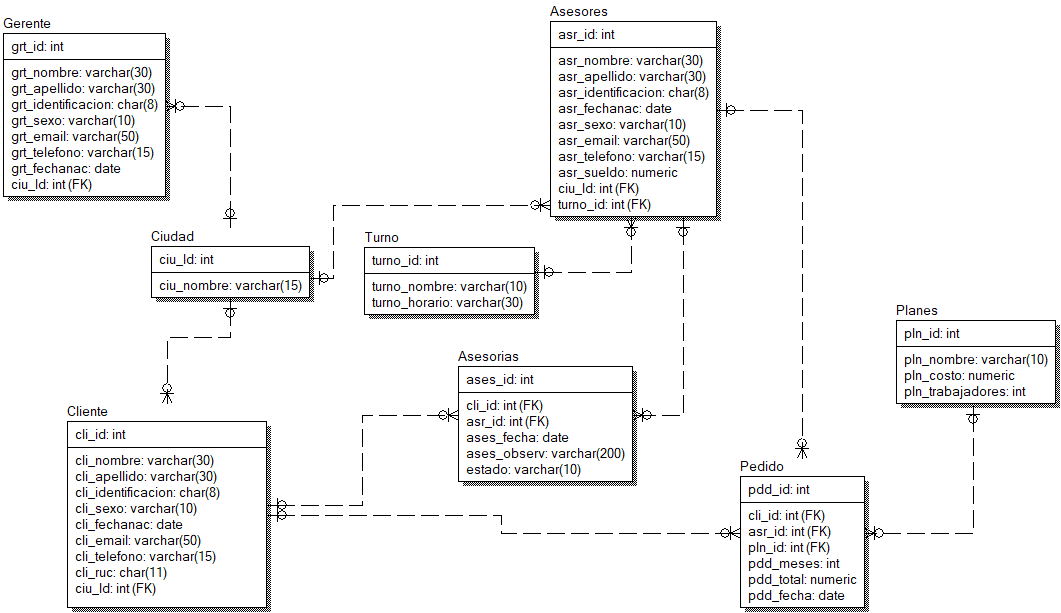 Gerente
grt_id: int
grt_nombre: varchar(30)
grt_apellido: varchar(30)
grt_identificacion: char(8)
grt_sexo: varchar(10)
grt_email: varchar(50)
grt_telefono: varchar(15)
grt_fechanac: date
ciu_Id: int (FK)
Asesores
asr_id: int
asr_nombre: varchar(30)
asr_apellido: varchar(30)
asr_identificacion: char(8)
asr_fechanac: date
asr_sexo: varchar(10)
asr_email: varchar(50)
asr_telefono: varchar(15)
asr_sueldo: numeric
ciu_Id: int (FK)
turno_id: int (FK)
Ciudad
ciu_Id: int
ciu_nombre: varchar(15)
Turno
turno_id: int
turno_nombre: varchar(10)
turno_horario: varchar(30)
Planes
pln_id: int
pln_nombre: varchar(10)
pln_costo: numeric
pln_trabajadores: int
Asesorias
ases_id: int
cli_id: int (FK)
asr_id: int (FK)
ases_fecha: date
ases_observ: varchar(200)
estado: varchar(10)
Cliente
cli_id: int
cli_nombre: varchar(30)
cli_apellido: varchar(30)
cli_identificacion: char(8)
cli_sexo: varchar(10)
cli_fechanac: date
cli_email: varchar(50)
cli_telefono: varchar(15)
cli_ruc: char(11)
ciu_Id: int (FK)
Pedido
pdd_id: int
cli_id: int (FK)
asr_id: int (FK)
pln_id: int (FK)
pdd_meses: int
pdd_total: numeric
pdd_fecha: date